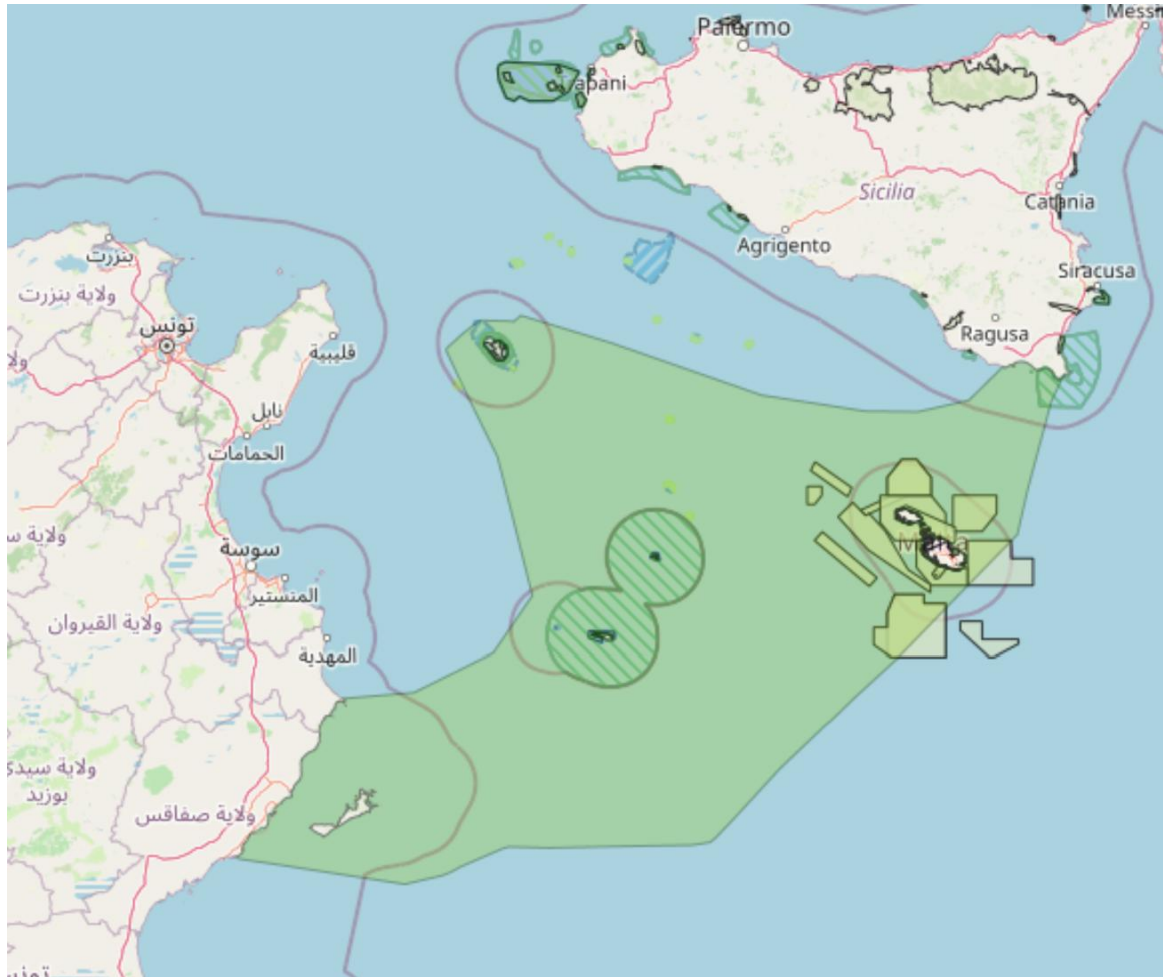 Palermo
Messi
Trapani
Sicilia
Catania
Agrigento
Siracusa
Ragusa
بنزرت
ولاية بنزرت
تونس
قليبية
نابل
الحمامات
سوسة
المنستير
ولاية القيروان
المهدية
Malta
ولاية سيدي
بوزيد
ولاية صفاقس